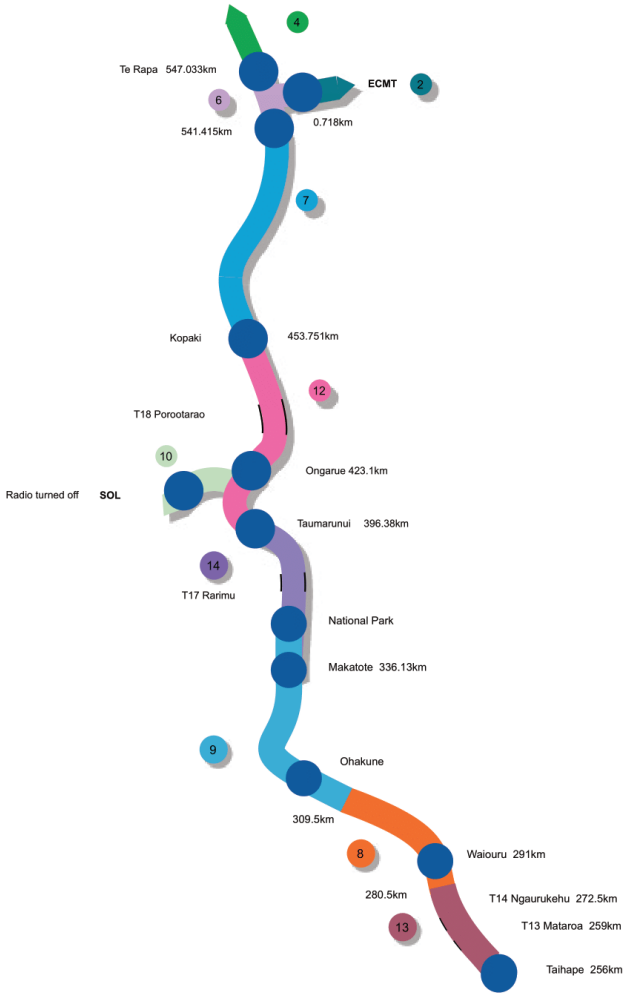 4
Te Rapa 547.033km
ECMT
2
6
0.718km
541.415km
7
Kopaki
453.751km
12
T18 Porootarao
10
Ongarue 423.1km
Radio turned off SOL
Taumarunui 396.38km
14
T17 Rarimu
National Park
Makatote 336.13km
9
Ohakune
309.5km
8
Waiouru 291km
280.5km
T14 Ngaurukehu 272.5km
13
T13 Mataroa 259km
Taihape 256km